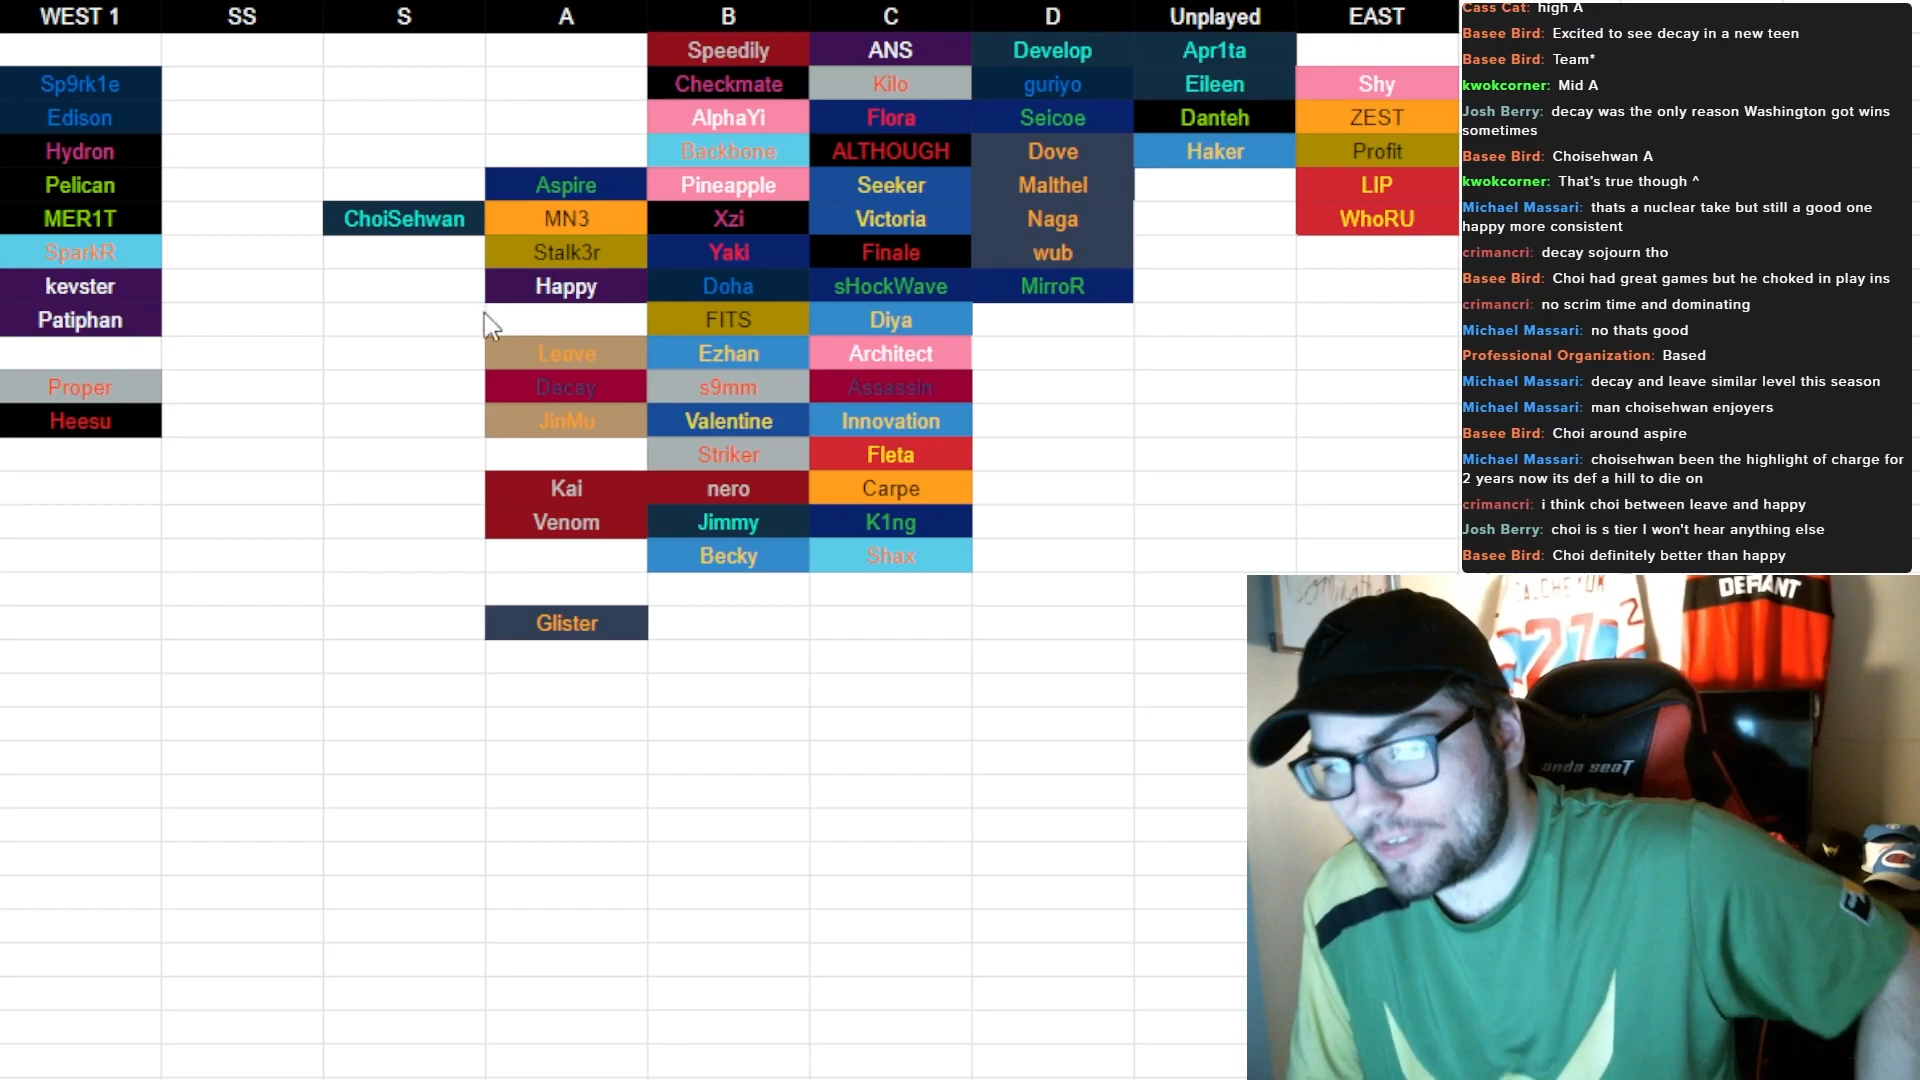 WEST 1 SS S A B C D Unplayed EAST
Speedily ANS Develop Apr1ta
Sp9rk1e Checkmate Kilo guriyo Eileen Shy
Edison AlphaYi Flora Seicoe Danteh ZEST
Hydron Backbone ALTHOUGH Dove Haker Profit
Pelican Aspire Pineapple Seeker Malthel LIP
MER1T ChoiSehwan MN3 Xzi Victoria Naga WhoRU
SparkR Stalk3r Yaki Finale wub
kevster Happy Doha sHockWave MirroR
Patiphan FITS Diya
Leave Ezhan Architect
Proper Decay s9mm Assassin
Heesu JinMu Valentine Innovation
Striker Fleta
Kai nero Carpe
Venom Jimmy K1ng
Becky Shax
Glister
Cass Cat: high A
Basee Bird: Excited to see decay in a new teen
Basee Bird: Team*
kwokcorner: Mid A
Josh Berry: decay was the only reason Washington got wins
sometimes
Basee Bird: Choisehwan A
kwokcorner: That's true though ^
Michael Massari: thats a nuclear take but still a good one
happy more consistent
crimancri: decay sojourn tho
Basee Bird: Choi had great games but he choked in play ins
crimancri: no scrim time and dominating
Michael Massari: no thats good
Professional Organization: Based
Michael Massari: decay and leave similar level this season
Michael Massari: man choisehwan enjoyers
Basee Bird: Choi around aspire
Michael Massari: choisehwan been the highlight of charge for
2 years now its def a hill to die on
crimancri: i think choi between leave and happy
Josh Berry: choi is s tier I won't hear anything else
Basee Bird: Choi definitely better than happy
DEFIANT
27
2
anda seaT